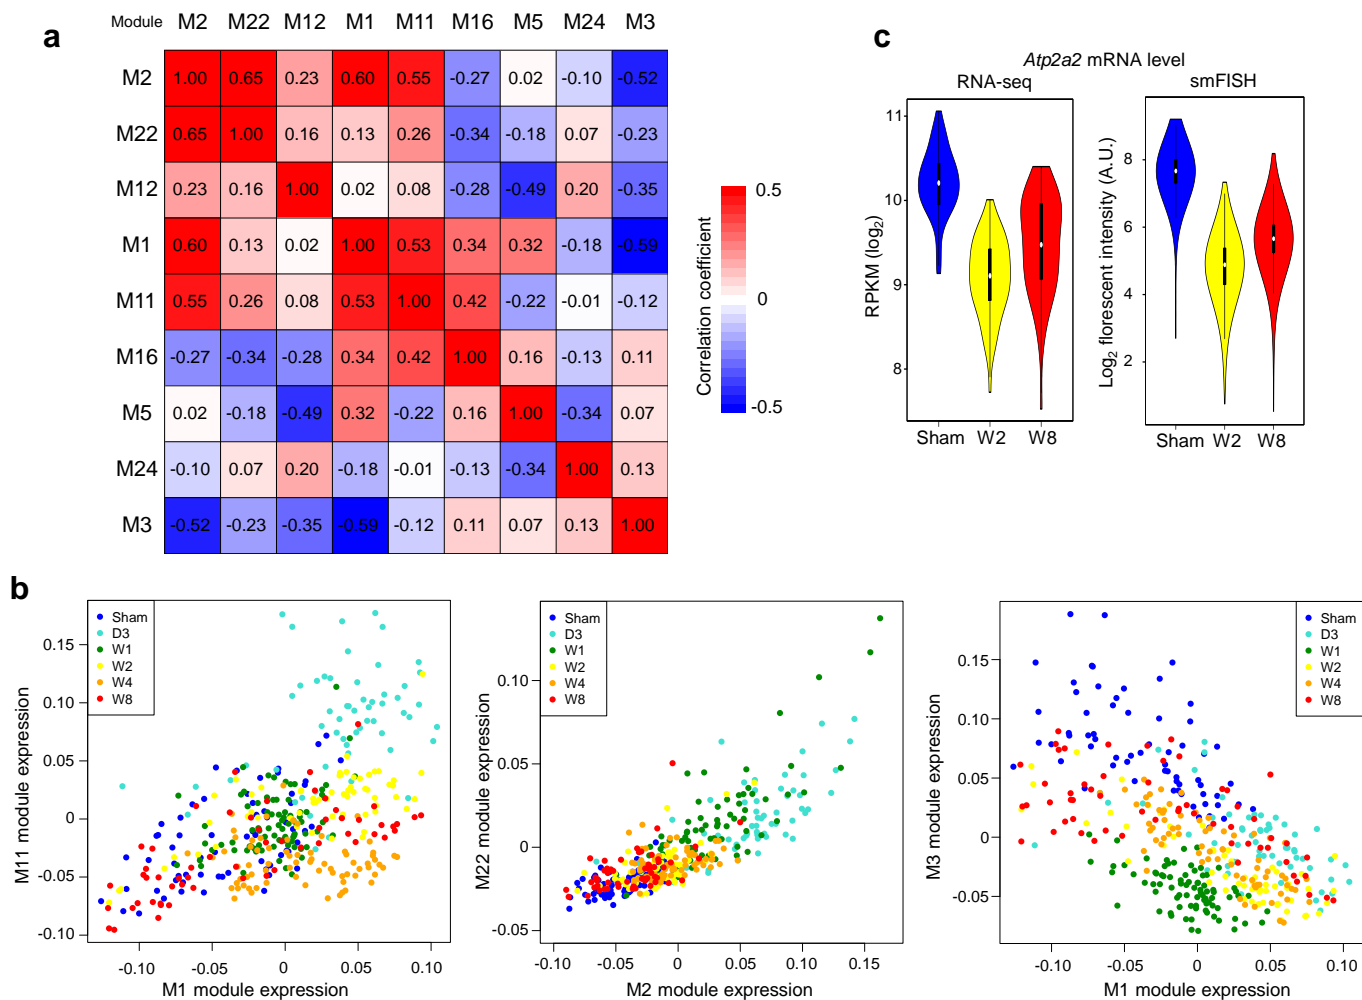 a
Module M2 M22 M12 M1 M11 M16 M5 M24 M3
M2 1.00 0.65 0.23 0.60 0.55 -0.27 0.02 -0.10 -0.52
M22 0.65 1.00 0.16 0.13 0.26 -0.34 -0.18 0.07 -0.23
M12 0.23 0.16 1.00 0.02 0.08 -0.28 -0.49 0.20 -0.35
M1 0.60 0.13 0.02 1.00 0.53 0.34 0.32 -0.18 -0.59
M11 0.55 0.26 0.08 0.53 1.00 0.42 -0.22 -0.01 -0.12
M16 -0.27 -0.34 -0.28 0.34 0.42 1.00 0.16 -0.13 0.11
M5 0.02 -0.18 -0.49 0.32 -0.22 0.16 1.00 -0.34 0.07
M24 -0.10 0.07 0.20 -0.18 -0.01 -0.13 -0.34 1.00 0.13
M3 -0.52 -0.23 -0.35 -0.59 -0.12 0.11 0.07 0.13 1.00
Correlation coefficient
0.5
0
-0.5
c
Atp2a2 mRNA level
RNA-seq
RPKM (log2)
11
10
9
8
Sham W2 W8
smFISH
Log2 florescent intensity (A.U.)
8
6
4
2
Sham W2 W8
b
M11 module expression
0.15
0.10
0.05
0
-0.05
-0.10
Sham
D3
W1
W2
W4
W8
-0.10 -0.05 0 0.05 0.10
M1 module expression
M22 module expression
0.10
0.05
0
-0.05
Sham
D3
W1
W2
W4
W8
-0.10 -0.05 0 0.05 0.10 0.15
M2 module expression
M3 module expression
0.15
0.10
0.05
0
-0.05
Sham
D3
W1
W2
W4
W8
-0.10 -0.05 0 0.05 0.10
M1 module expression